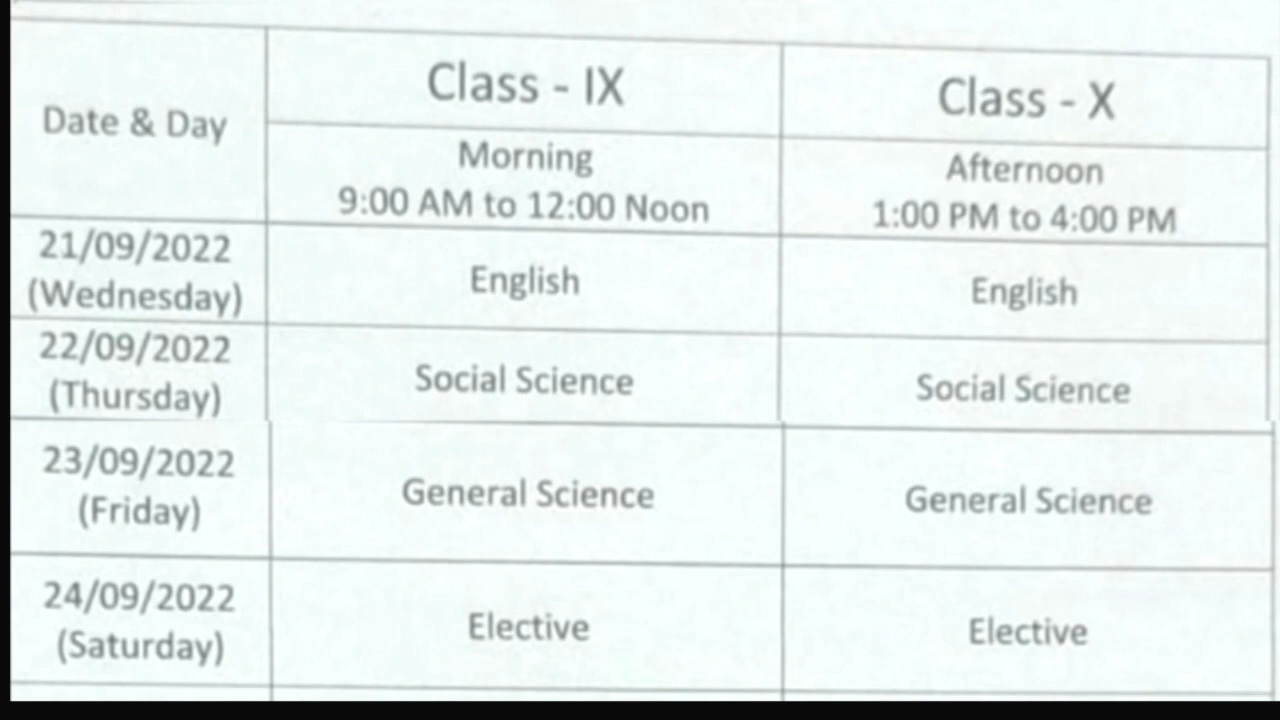 Date & Day
Class - IX
Class - X
Morning
9:00 AM to 12:00 Noon
Afternoon
1:00 PM to 4:00 PM
21/09/2022
(Wednesday)
English
English
22/09/2022
(Thursday)
Social Science
Social Science
23/09/2022
(Friday)
General Science
General Science
24/09/2022
(Saturday)
Elective
Elective